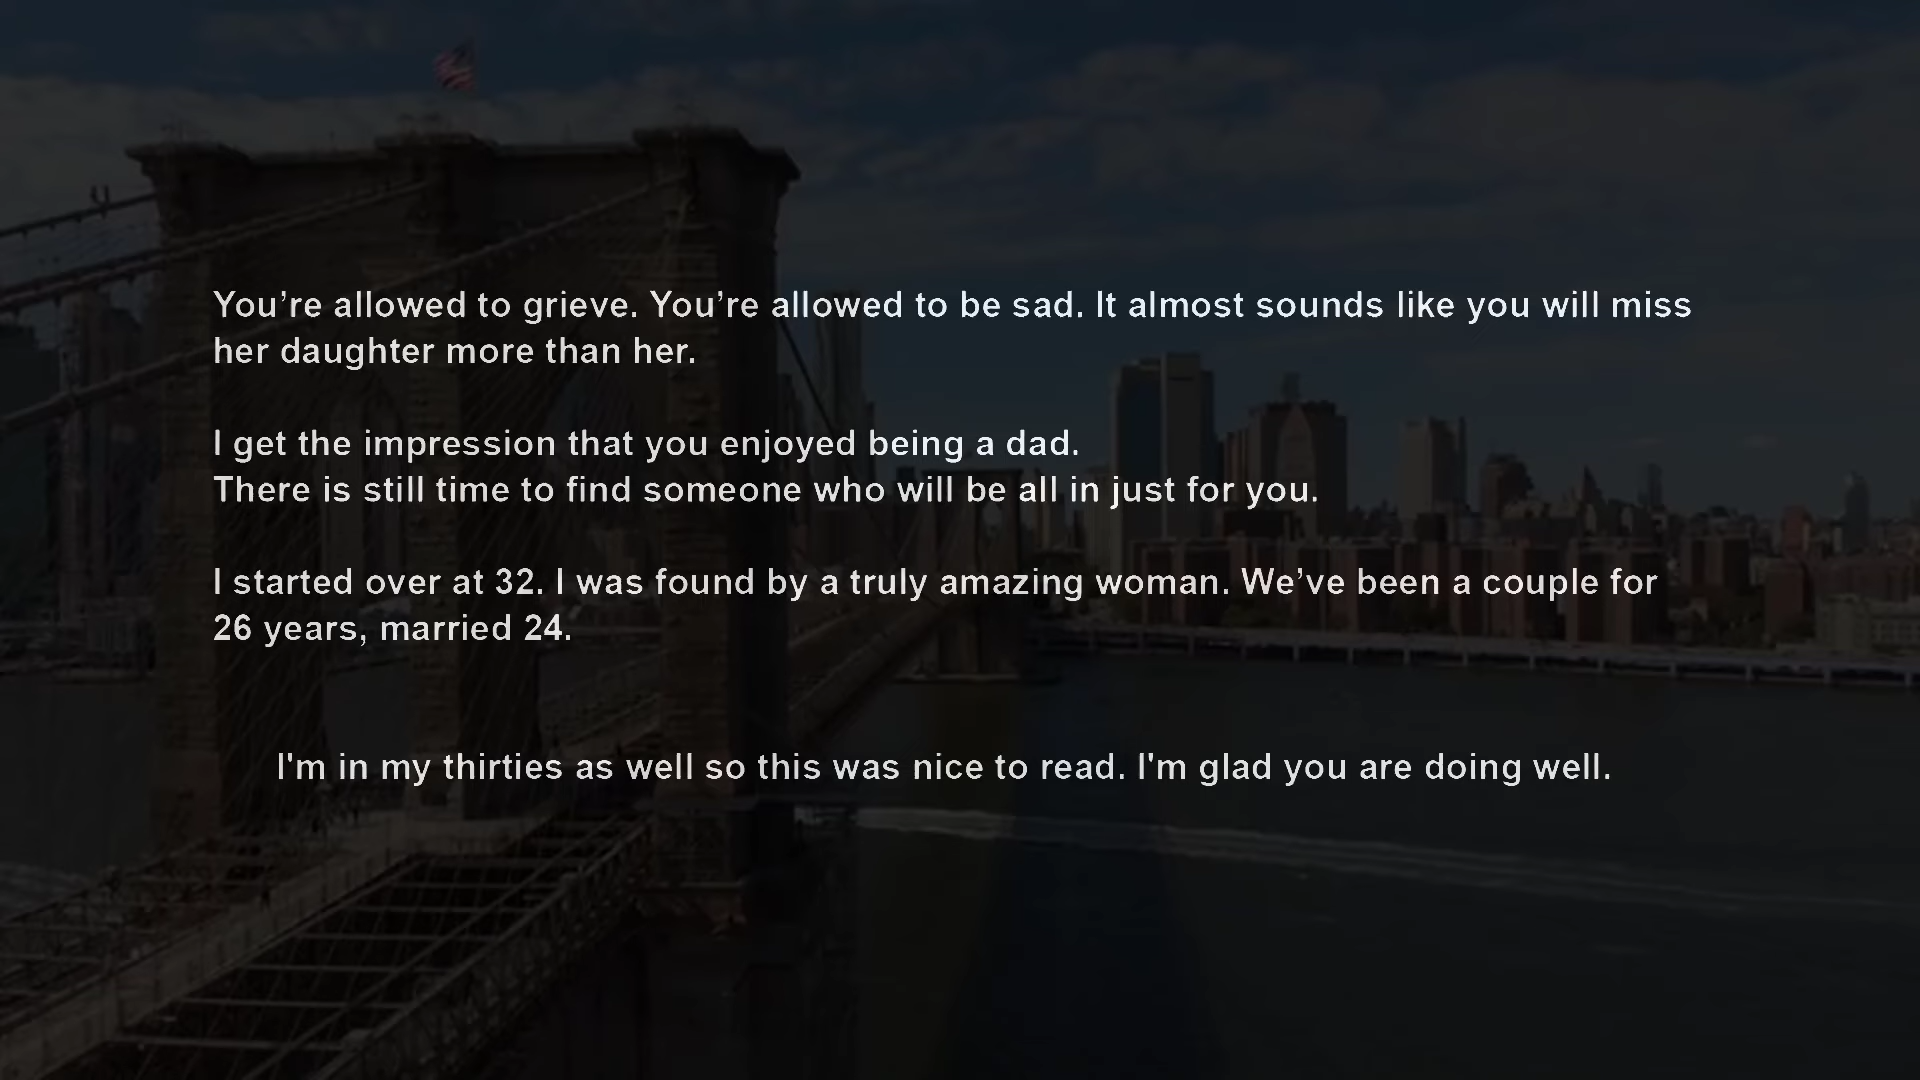 You’re allowed to grieve. You’re allowed to be sad. It almost sounds like you will miss
her daughter more than her.
I get the impression that you enjoyed being a dad.
There is still time to find someone who will be all in just for you.
I started over at 32. I was found by a truly amazing woman. We’ve been a couple for
26 years, married 24.
I'm in my thirties as well so this was nice to read. I'm glad you are doing well.